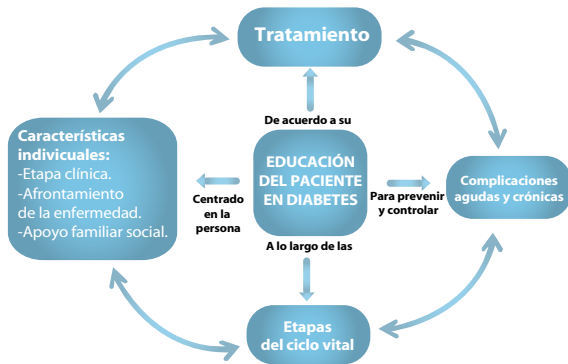 Tratamiento
De acuerdo a su
Características
indivicuales:
-Etapa clínica.
-Afrontamiento
de la enfermedad.
-Apoyo familiar social.
Centrado
en la
persona
EDUCACIÓN
DEL PACIENTE
EN DIABETES
Para prevenir
y controlar
Complicaciones
agudas y crónicas
A lo largo de las
Etapas
del ciclo vital